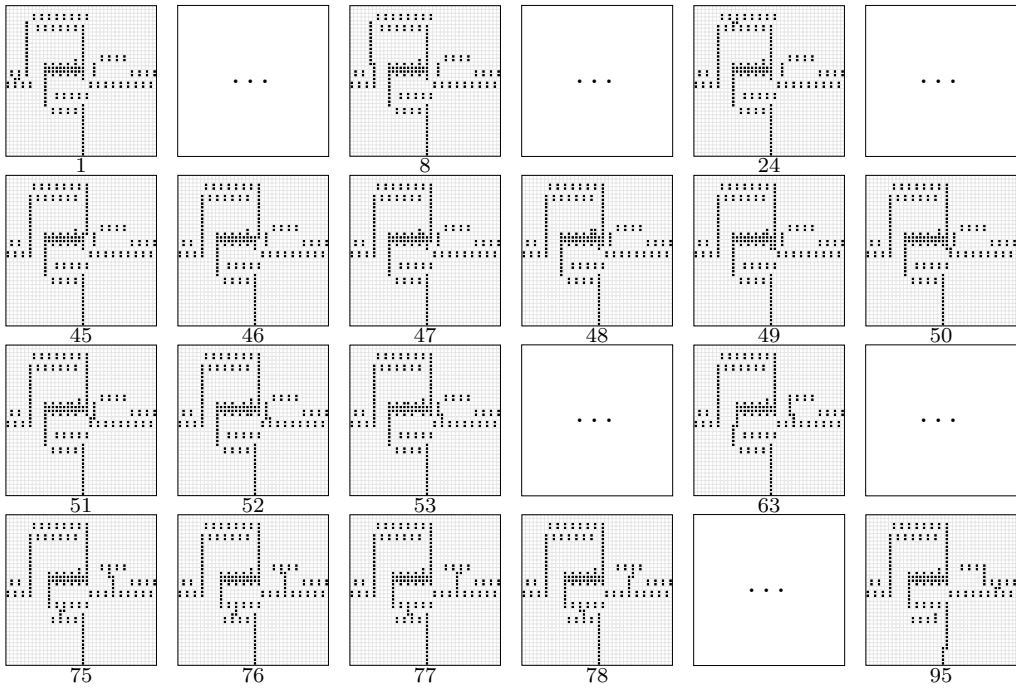 . . .
. . .
. . .
1 8 24
45 46 47 48 49 50
. . .
. . .
51 52 53 63
. . .
75 76 77 78 95